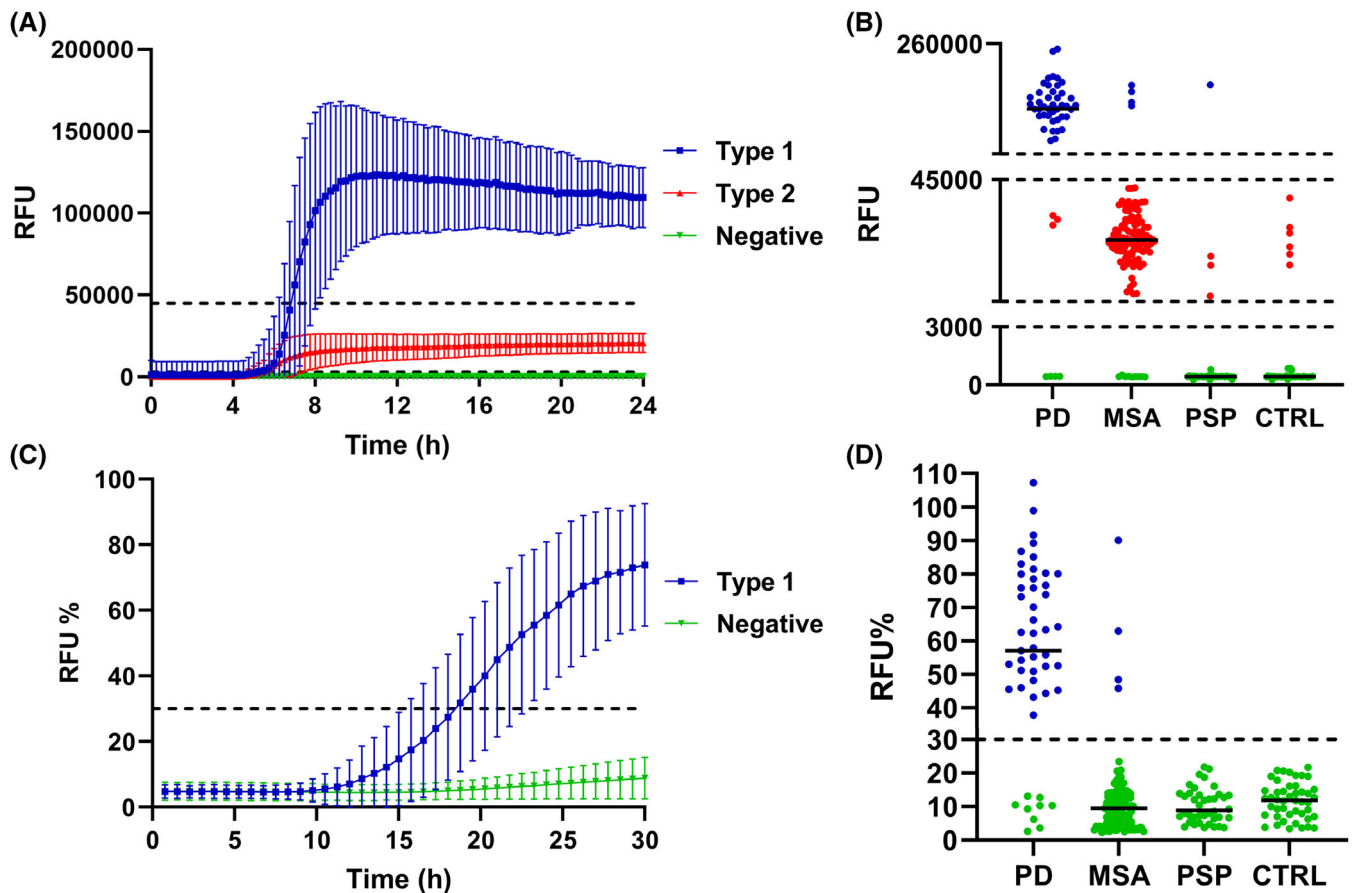 (A)
200000
150000
100000
50000
0
RFU
0 4 8 12 16 20 24
Time (h)
Type 1
Type 2
Negative
(B)
260000
45000
3000
0
RFU
PD MSA PSP CTRL
(C)
100
80
60
40
20
0
RFU %
0 5 10 15 20 25 30
Time (h)
Type 1
Negative
(D)
110
100
90
80
70
60
50
40
30
20
10
0
RFU%
PD MSA PSP CTRL